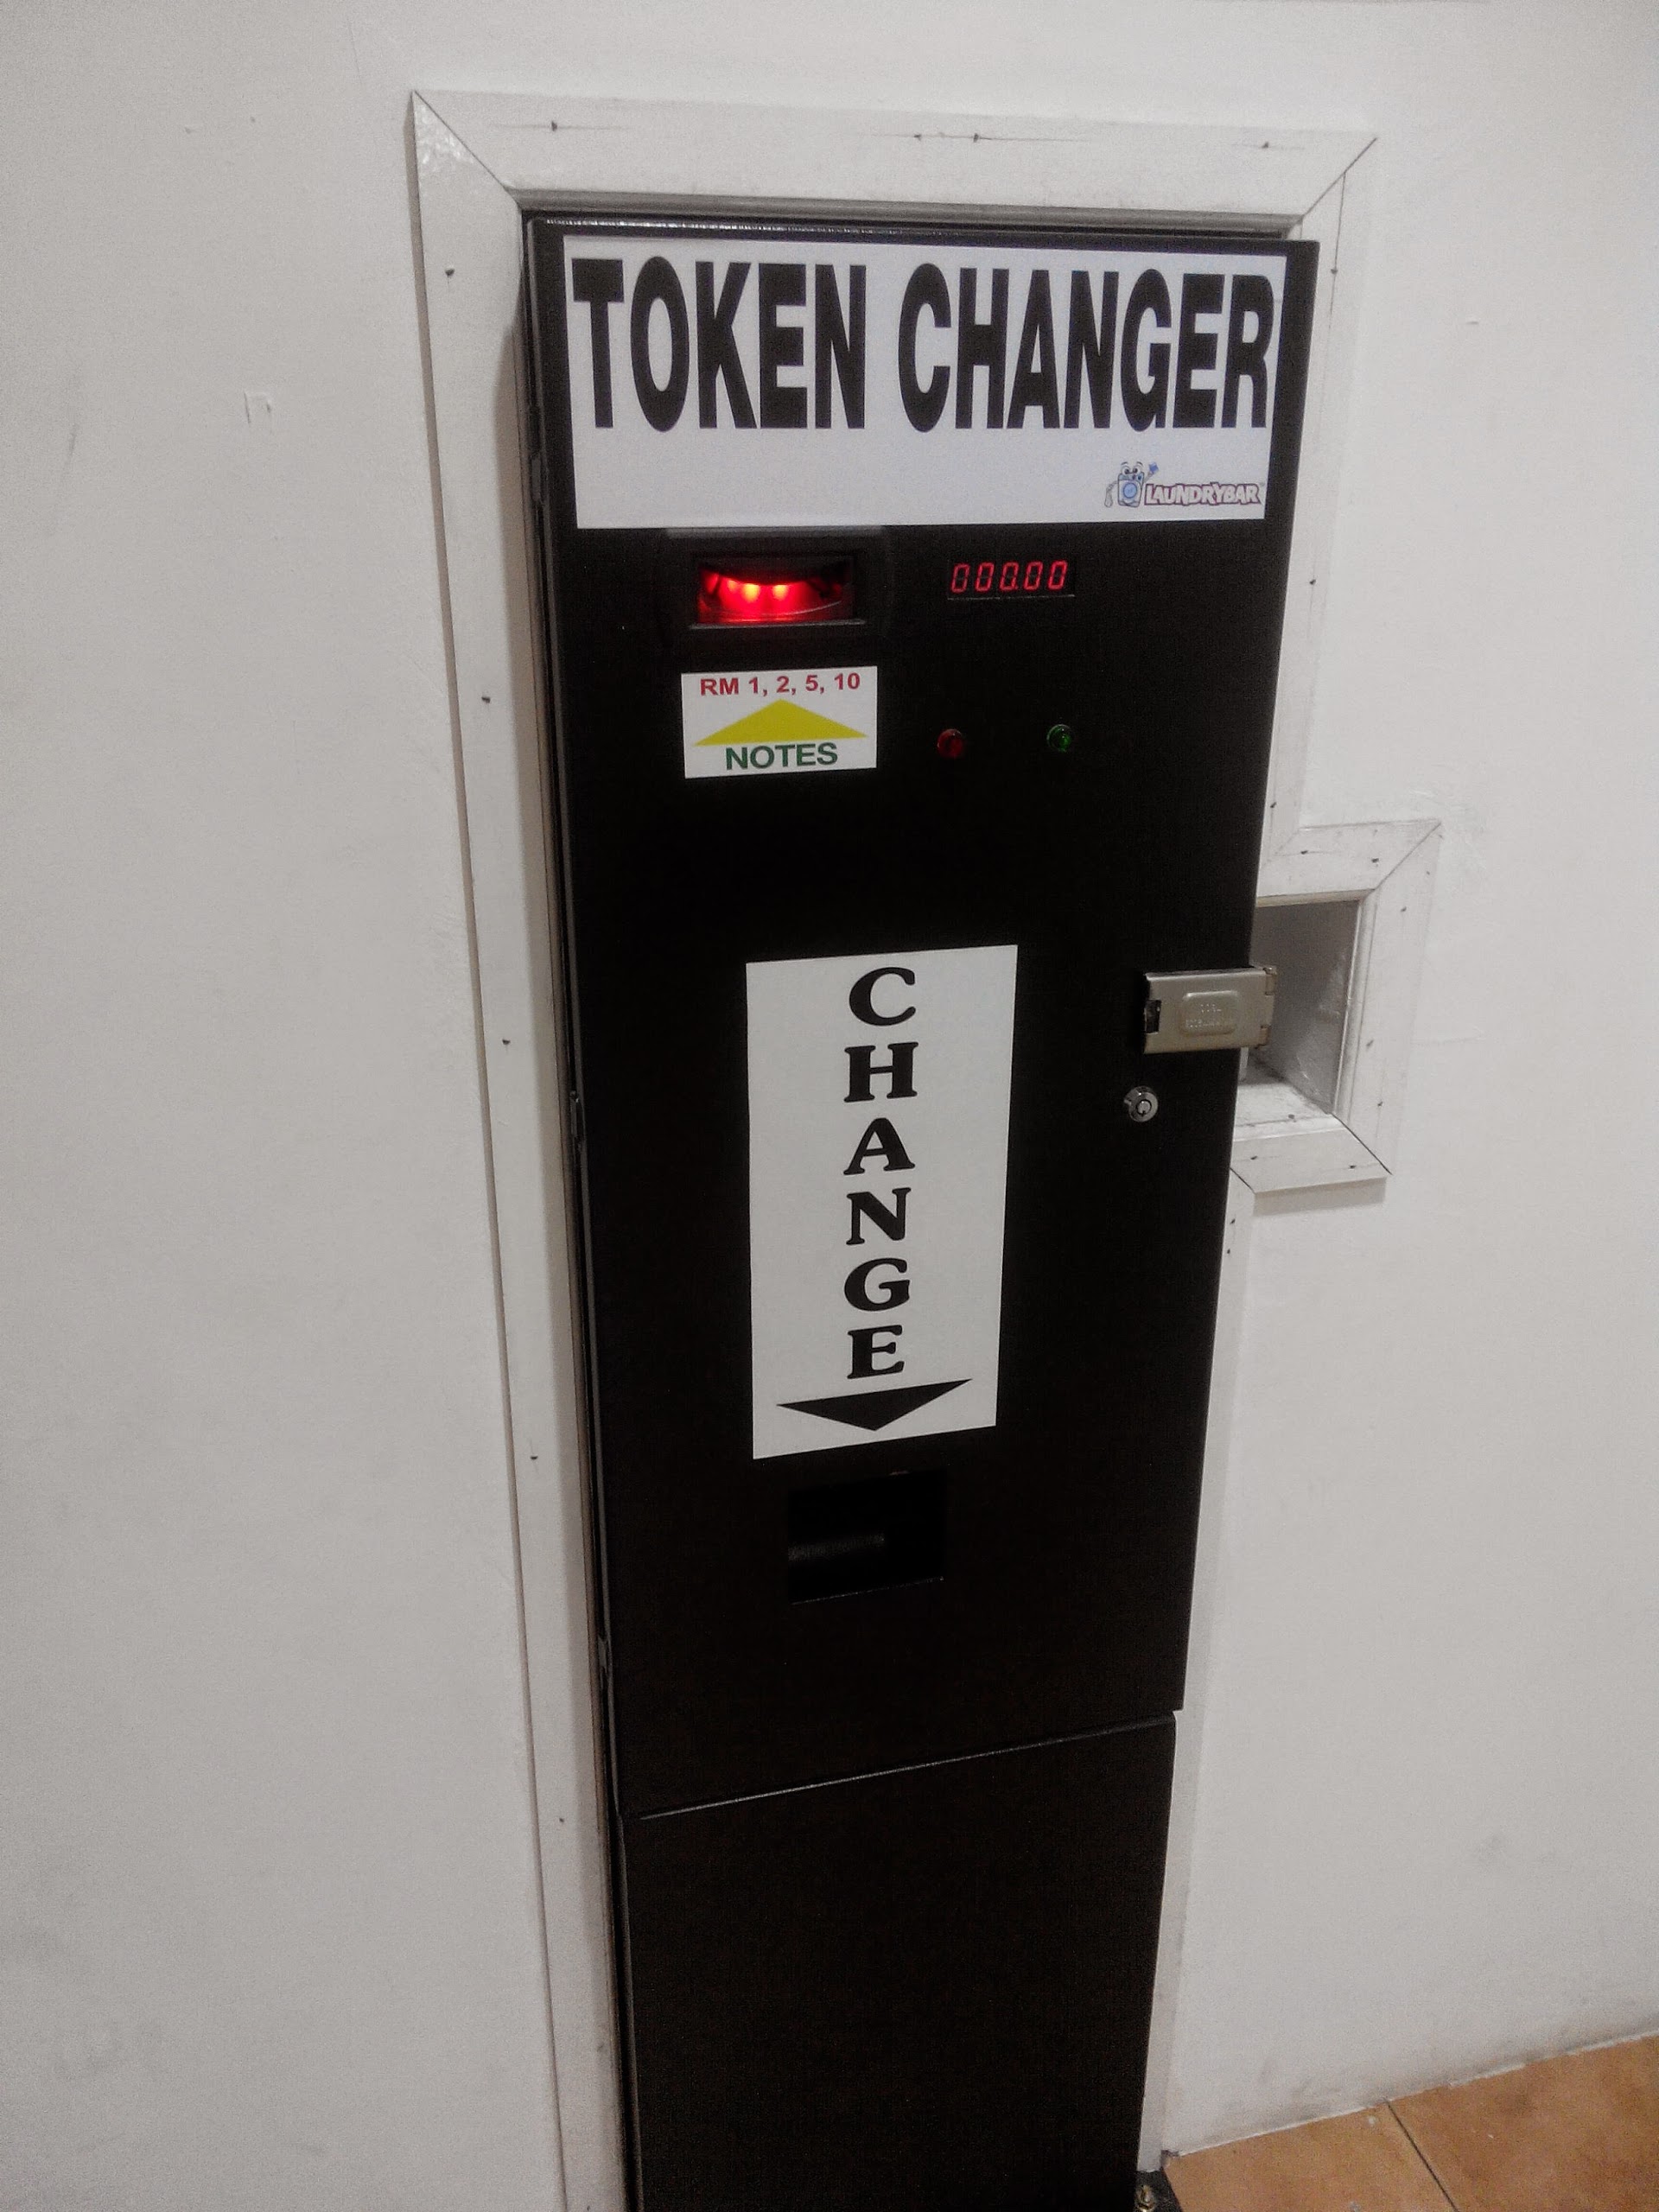 TOKEN CHANGER
LAUNDRYBAR
000.00
RM 1, 2, 5, 10
NOTES
C
H
A
N
G
E